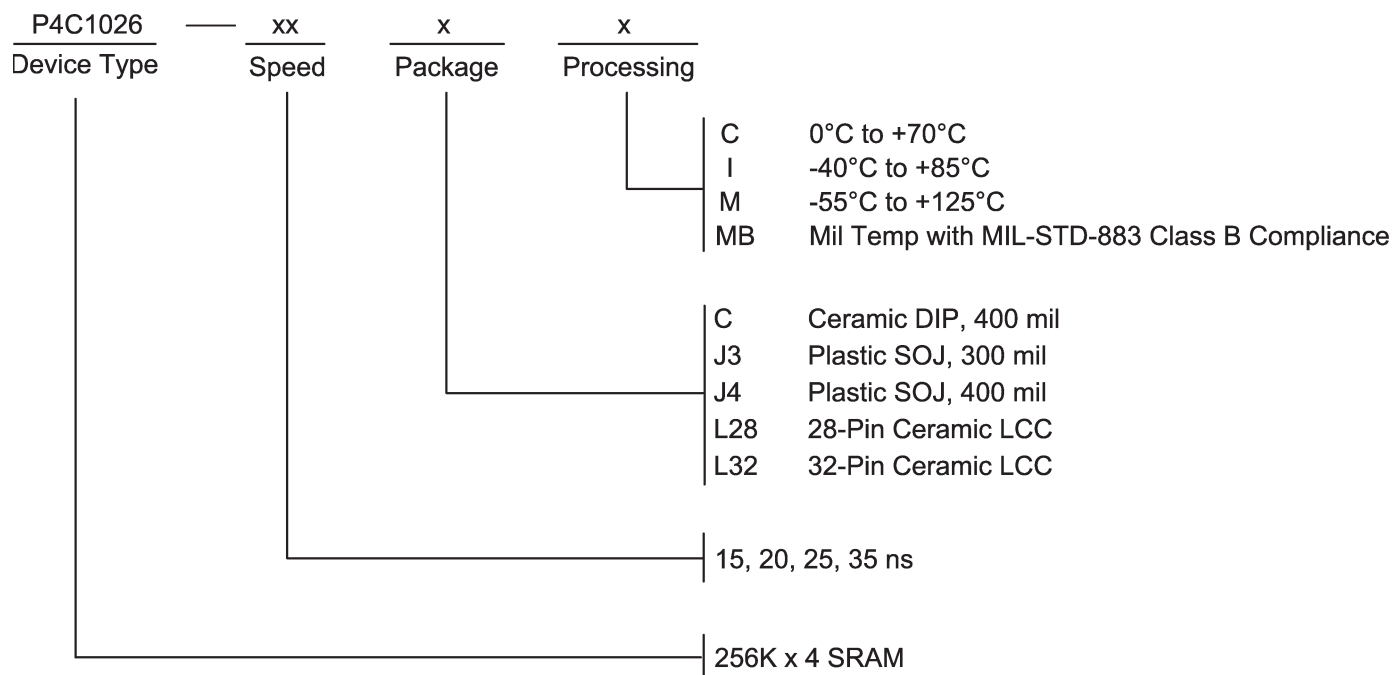 P4C1026 — xx x x
Device Type Speed Package Processing
C 0°C to +70°C
I -40°C to +85°C
M -55°C to +125°C
MB Mil Temp with MIL-STD-883 Class B Compliance
C Ceramic DIP, 400 mil
J3 Plastic SOJ, 300 mil
J4 Plastic SOJ, 400 mil
L28 28-Pin Ceramic LCC
L32 32-Pin Ceramic LCC
15, 20, 25, 35 ns
256K x 4 SRAM